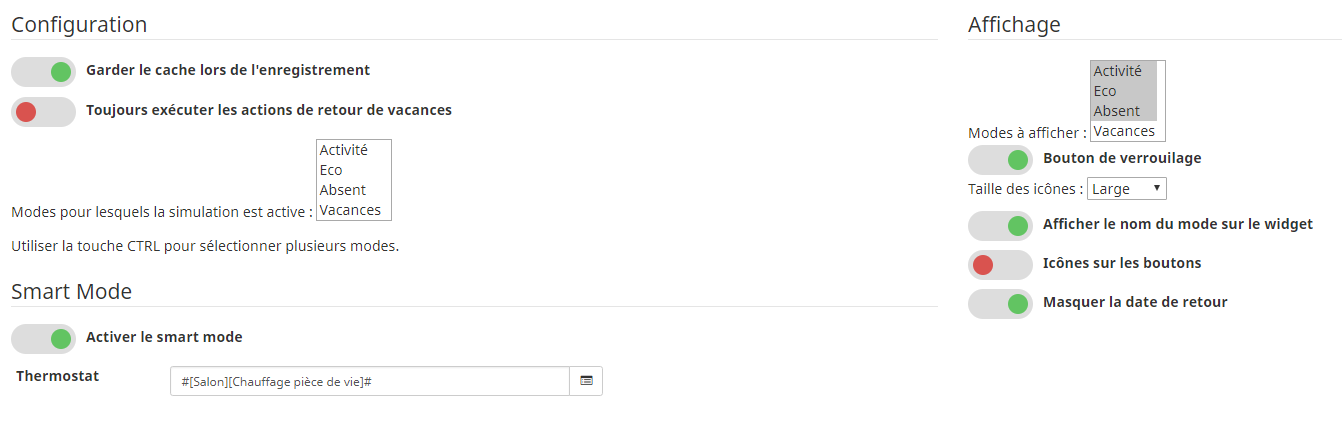 Configuration
Garder le cache lors de l'enregistrement
Toujours exécuter les actions de retour de vacances
Activité
Eco
Absent
Vacances
Modes pour lesquels la simulation est active :
Utiliser la touche CTRL pour sélectionner plusieurs modes.
Smart Mode
Activer le smart mode
Thermostat #[Salon][Chauffage pièce de vie]#
Affichage
Activité
Eco
Absent
Vacances
Modes à afficher :
Bouton de verrouilage
Taille des icônes : Large
Afficher le nom du mode sur le widget
Icônes sur les boutons
Masquer la date de retour